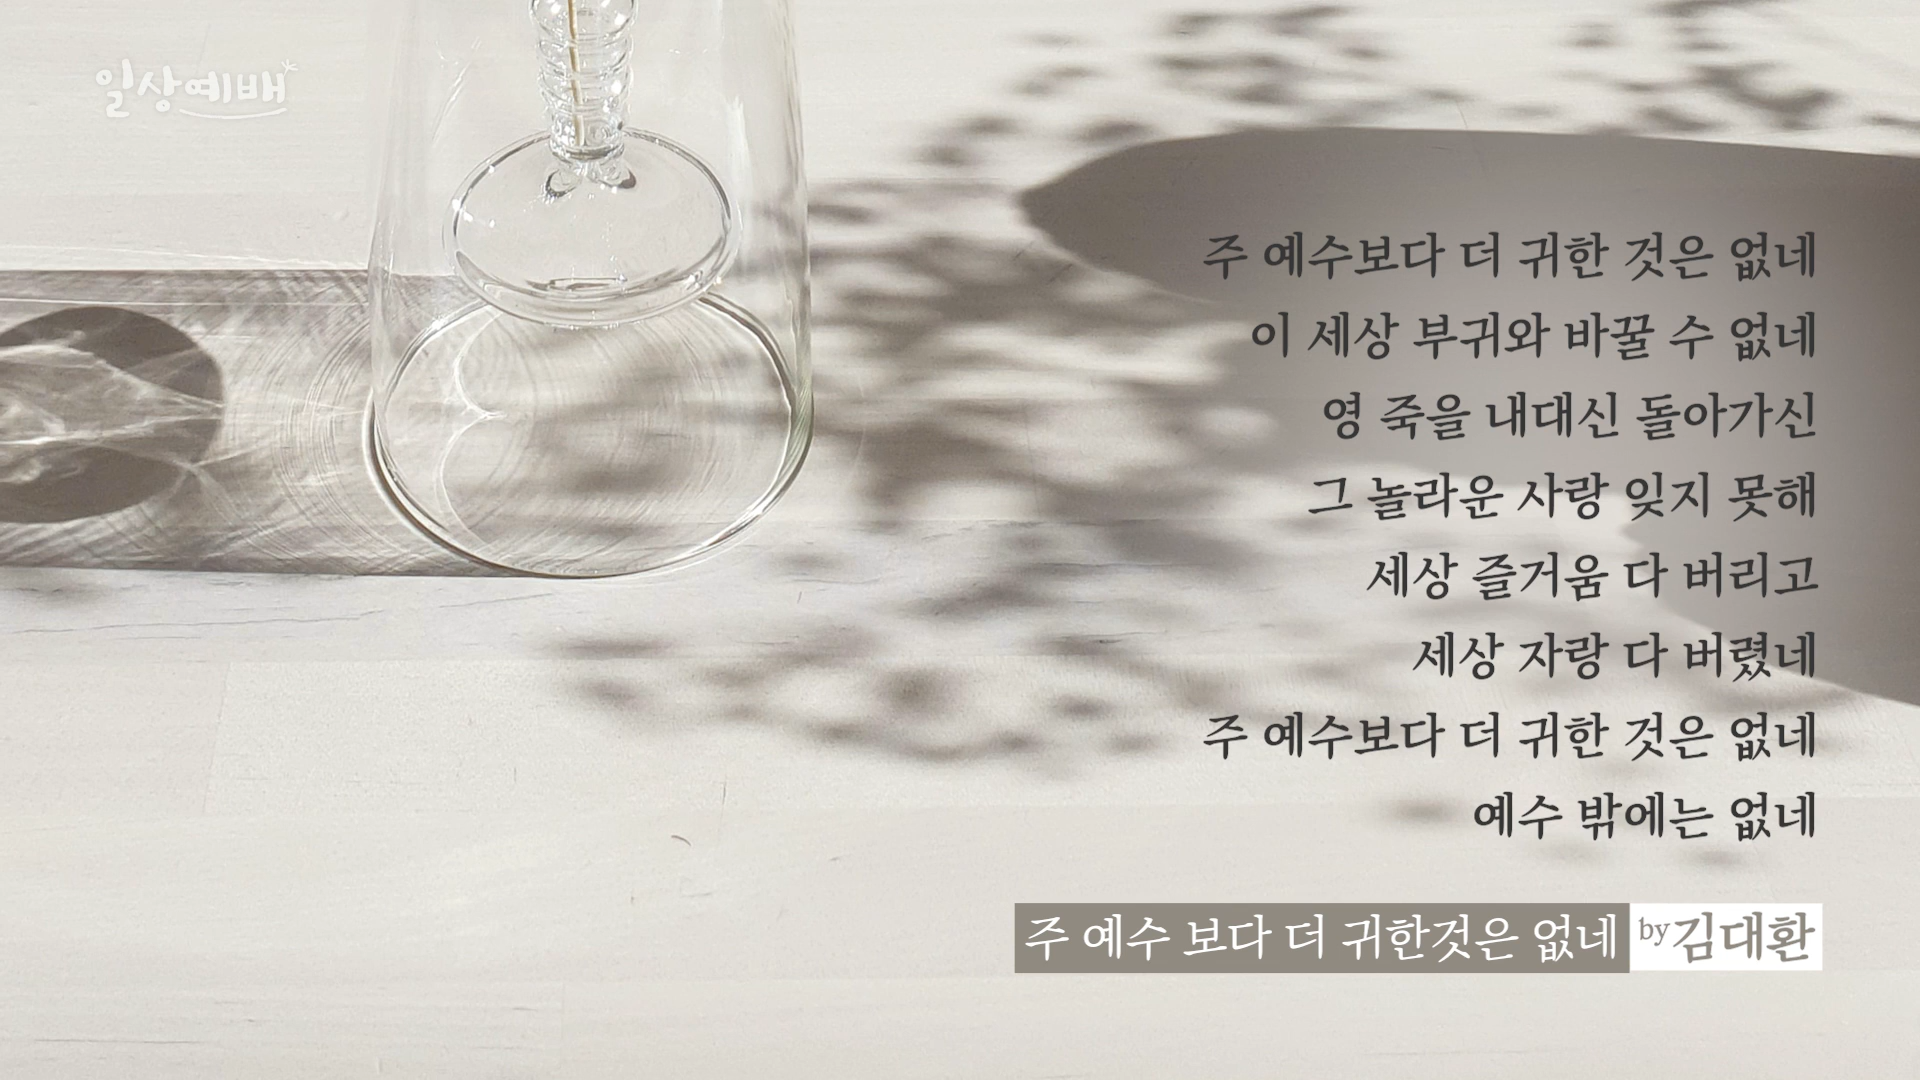 일상예배
주 예수보다 더 귀한 것은 없네
이 세상 부귀와 바꿀 수 없네
영 죽을 내대신 돌아가신
그 놀라운 사랑 잊지 못해
세상 즐거움 다 버리고
세상 자랑 다 버렸네
주 예수보다 더 귀한 것은 없네
예수 밖에는 없네
주 예수 보다 더 귀한것은 없네 by김대환